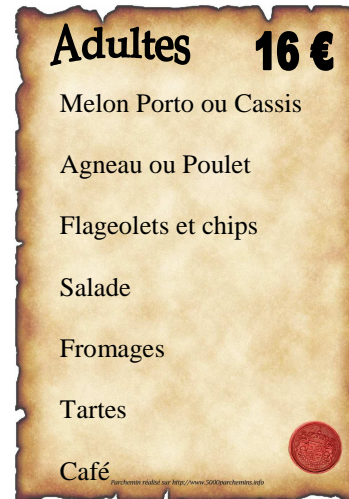 Adultes 16 €
Melon Porto ou Cassis
Agneau ou Poulet
Flageolets et chips
Salade
Fromages
Tartes
Café
Parchemin réalisé sur http://www.5000parchemins.info